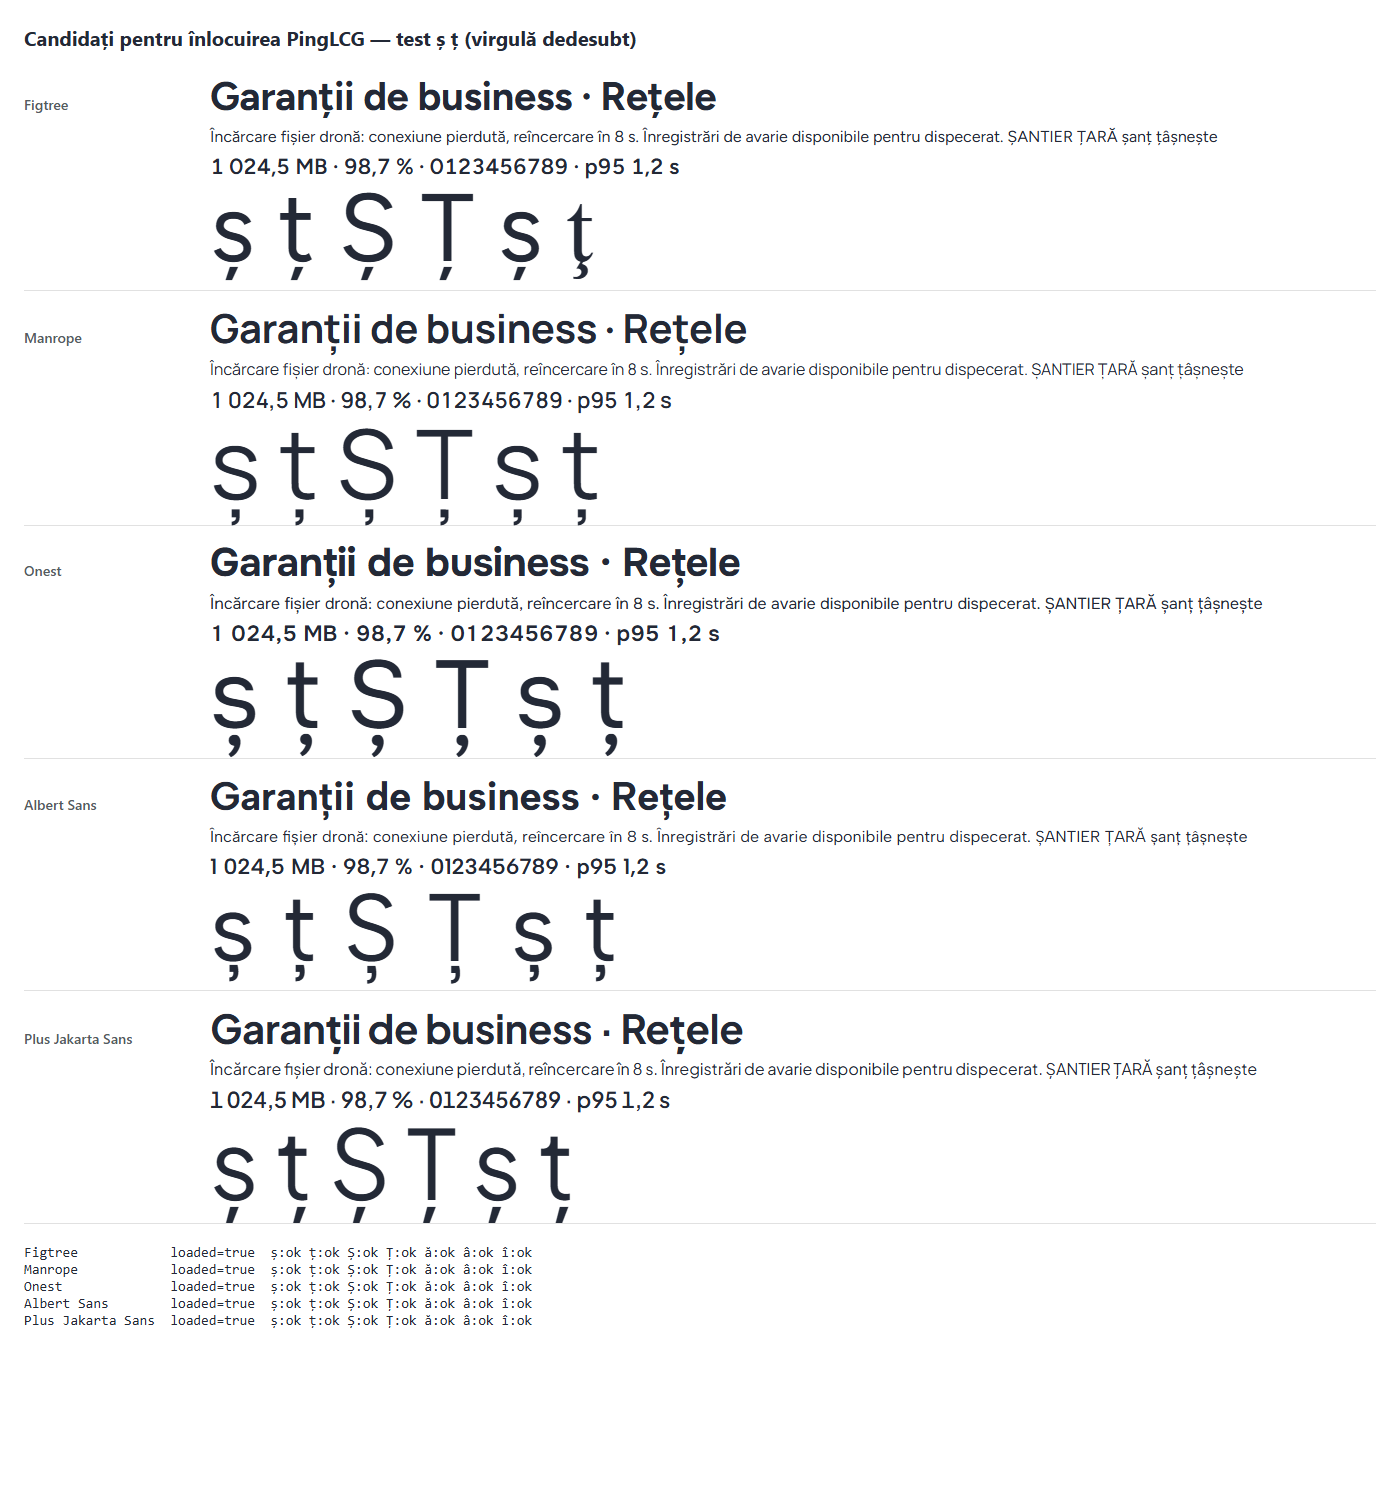 Candidați pentru înlocuirea PingLCG — test ș ț (virgulă dedesubt)
Figtree
Garanții de business · Rețele
Încărcare fișier dronă: conexiune pierdută, reîncercare în 8 s. Înregistrări de avarie disponibile pentru dispecerat. ȘANTIER ȚARĂ șanț țâșnește
1 024,5 MB · 98,7 % · 0123456789 · p95 1,2 s
ș ț Ș Ț ș ţ
Manrope
Garanții de business · Rețele
Încărcare fișier dronă: conexiune pierdută, reîncercare în 8 s. Înregistrări de avarie disponibile pentru dispecerat. ȘANTIER ȚARĂ șanț țâșnește
1 024,5 MB · 98,7 % · 0123456789 · p95 1,2 s
ș ț Ș Ț ș ț
Onest
Garanții de business · Rețele
Încărcare fișier dronă: conexiune pierdută, reîncercare în 8 s. Înregistrări de avarie disponibile pentru dispecerat. ȘANTIER ȚARĂ șanț țâșnește
1 024,5 MB · 98,7 % · 0123456789 · p95 1,2 s
ș ț Ș Ț ș ț
Albert Sans
Garanții de business · Rețele
Încărcare fișier dronă: conexiune pierdută, reîncercare în 8 s. Înregistrări de avarie disponibile pentru dispecerat. ȘANTIER ȚARĂ șanț țâșnește
1 024,5 MB · 98,7 % · 0123456789 · p95 1,2 s
ș ț Ș Ț ș ț
Plus Jakarta Sans
Garanții de business · Rețele
Încărcare fișier dronă: conexiune pierdută, reîncercare în 8 s. Înregistrări de avarie disponibile pentru dispecerat. ȘANTIER ȚARĂ șanț țâșnește
1 024,5 MB · 98,7 % · 0123456789 · p95 1,2 s
ș ț Ș Ț ș ț
Figtree loaded=true ș:ok ț:ok Ș:ok Ț:ok ă:ok â:ok î:ok
Manrope loaded=true ș:ok ț:ok Ș:ok Ț:ok ă:ok â:ok î:ok
Onest loaded=true ș:ok ț:ok Ș:ok Ț:ok ă:ok â:ok î:ok
Albert Sans loaded=true ș:ok ț:ok Ș:ok Ț:ok ă:ok â:ok î:ok
Plus Jakarta Sans loaded=true ș:ok ț:ok Ș:ok Ț:ok ă:ok â:ok î:ok